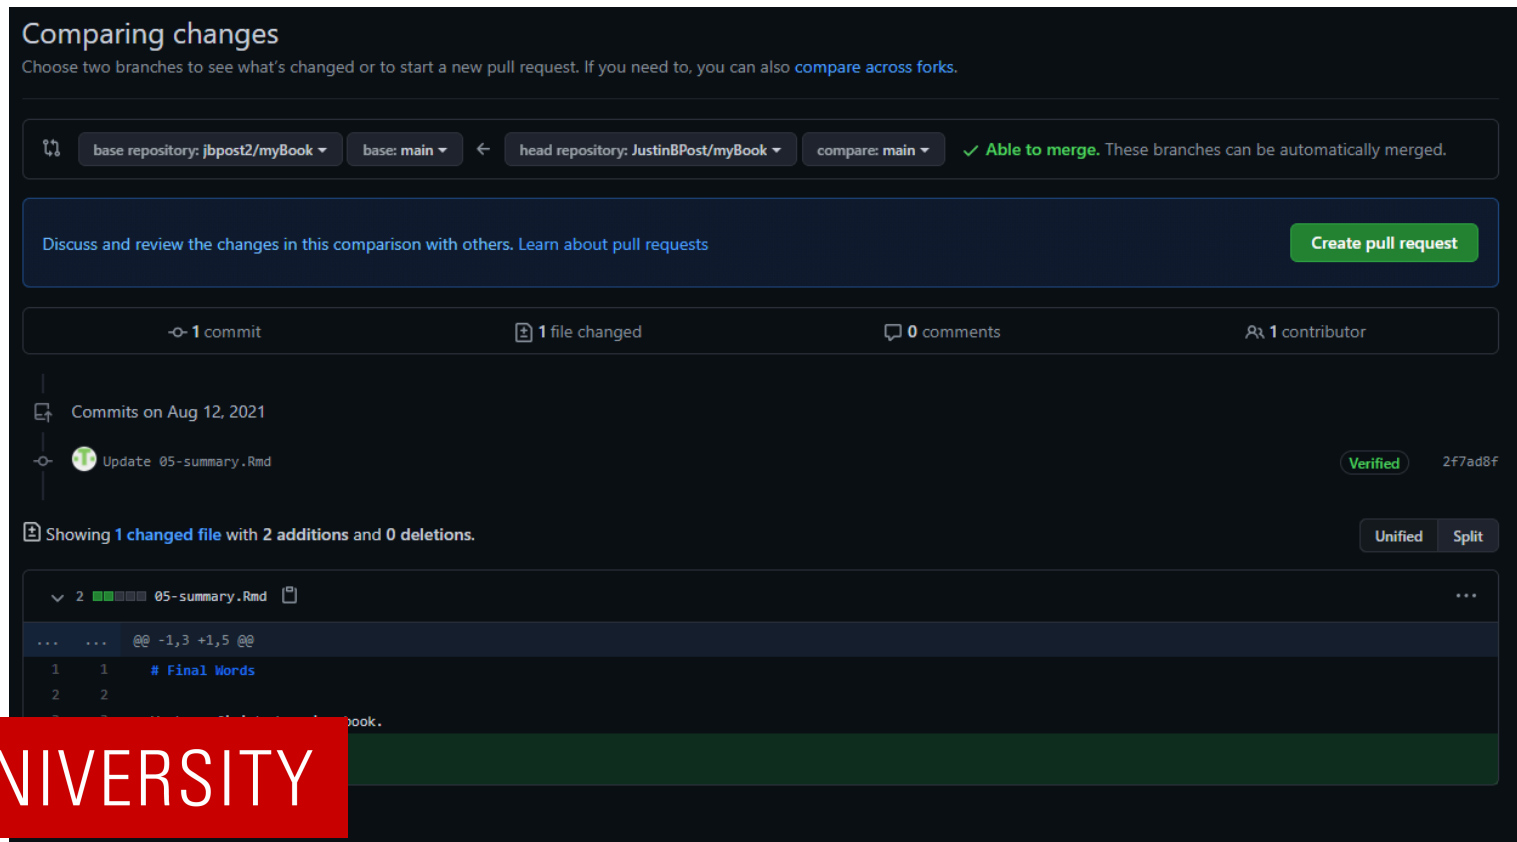 Comparing changes
Choose two branches to see what's changed or to start a new pull request. If you need to, you can also compare across forks.
base repository: jbpost2/myBook base: main ← head repository: JustinBPost/myBook compare: main ✓ Able to merge. These branches can be automatically merged.
Discuss and review the changes in this comparison with others. Learn about pull requests Create pull request
1 commit 1 file changed 0 comments 1 contributor
Commits on Aug 12, 2021
Update 05-summary.Rmd Verified 2f7ad8f
Showing 1 changed file with 2 additions and 0 deletions. Unified Split
2 05-summary.Rmd ...
... ... @@ -1,3 +1,5 @@
1 1 # Final Words
2 2
book.
NIVERSITY